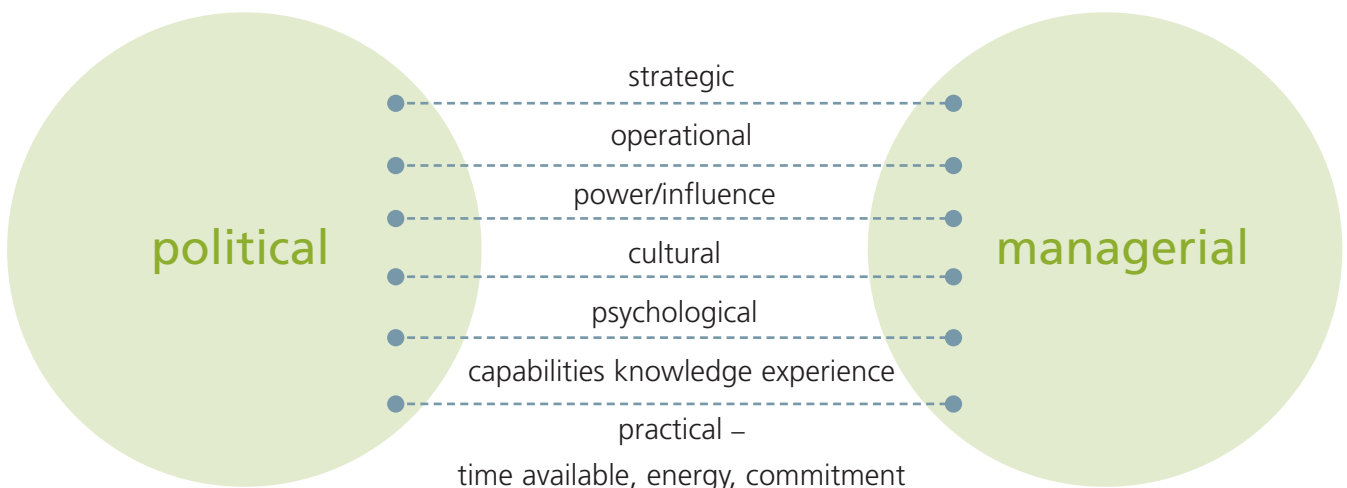 strategic
operational
power/influence
political
cultural
managerial
psychological
capabilities knowledge experience
practical –
time available, energy, commitment